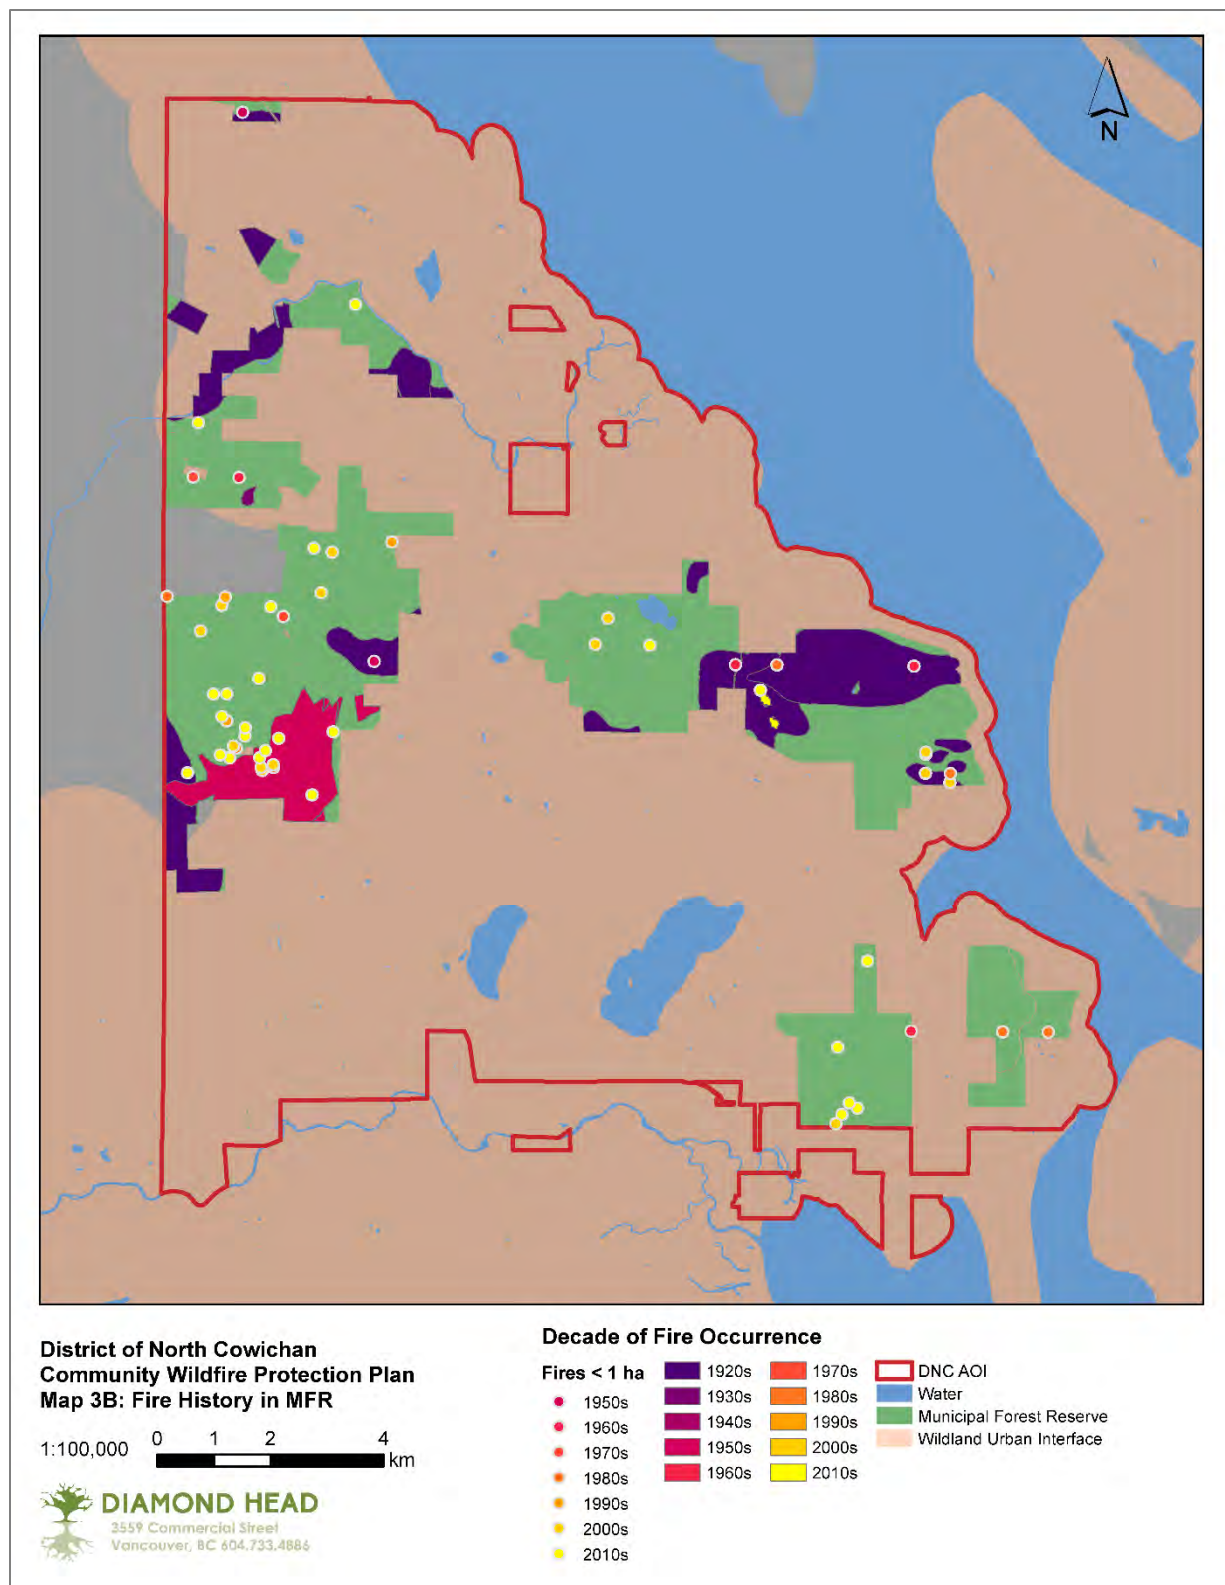 N
District of North Cowichan
Community Wildfire Protection Plan
Map 3B: Fire History in MFR
1:100,000
0 1 2 4
km
DIAMOND HEAD
3559 Commercial Street
Vancouver, BC 604.733.4886
Decade of Fire Occurrence
Fires < 1 ha
1950s
1960s
1970s
1980s
1990s
2000s
2010s
1920s
1930s
1940s
1950s
1960s
1970s
1980s
1990s
2000s
2010s
DNC AOI
Water
Municipal Forest Reserve
Wildland Urban Interface